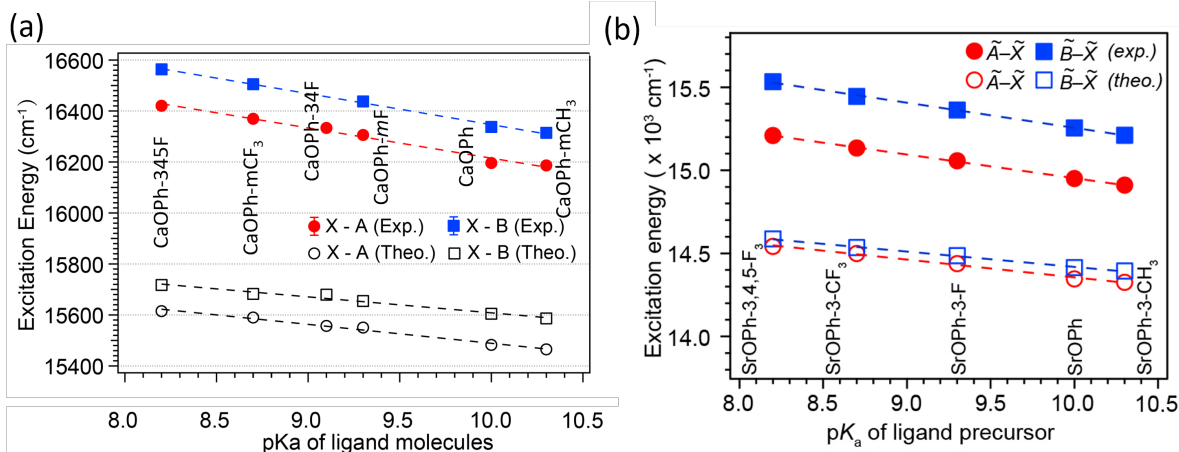 (a)
16600
16400
16200
16000
15800
15600
15400
Excitation Energy (cm⁻¹)
CaOPh-345F
CaOPh-mCF₃
CaOPh-34F
CaOPh-mF
CaOPh
CaOPh-mCH₃
X - A (Exp.) X - B (Exp.)
X - A (Theo.) X - B (Theo.)
8.0 8.5 9.0 9.5 10.0 10.5
pKa of ligand molecules
(b)
Ã–X̃ B̃–X̃ (exp.)
Ã–X̃ B̃–X̃ (theo.)
15.5
15.0
14.5
14.0
Excitation energy ( x 10³ cm⁻¹)
SrOPh-3,4,5-F₃
SrOPh-3-CF₃
SrOPh-3-F
SrOPh
SrOPh-3-CH₃
8.0 8.5 9.0 9.5 10.0 10.5
pKₐ of ligand precursor